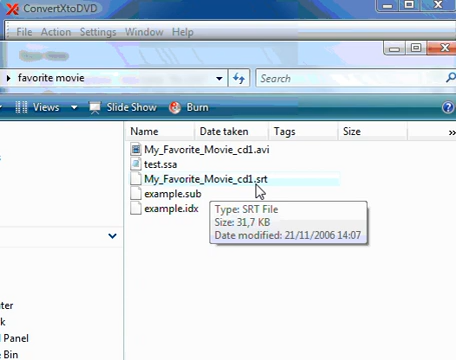 ConvertXtoDVD
File Action Settings Window Help
favorite movie Search
Views Slide Show Burn
Name Date taken Tags Size
My_Favorite_Movie_cd1.avi
test.ssa
My_Favorite_Movie_cd1.srt
example.sub
example.idx
Type: SRT File
Size: 31,7 KB
Date modified: 21/11/2006 14:07
Panel
Bin